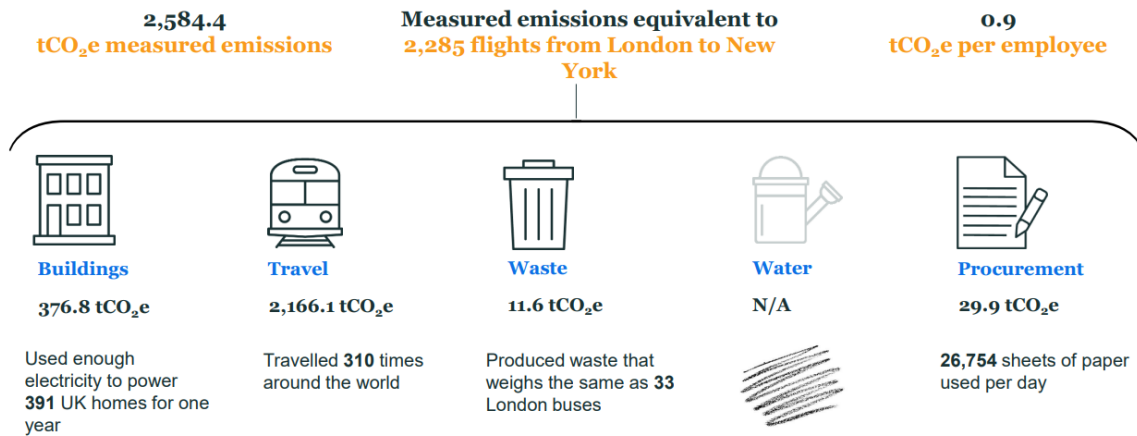 2,584.4
tCO₂e measured emissions
Measured emissions equivalent to
2,285 flights from London to New
York
0.9
tCO₂e per employee
Buildings
376.8 tCO₂e
Used enough
electricity to power
391 UK homes for one
year
Travel
2,166.1 tCO₂e
Travelled 310 times
around the world
Waste
11.6 tCO₂e
Produced waste that
weighs the same as 33
London buses
Water
N/A
Procurement
29.9 tCO₂e
26,754 sheets of paper
used per day